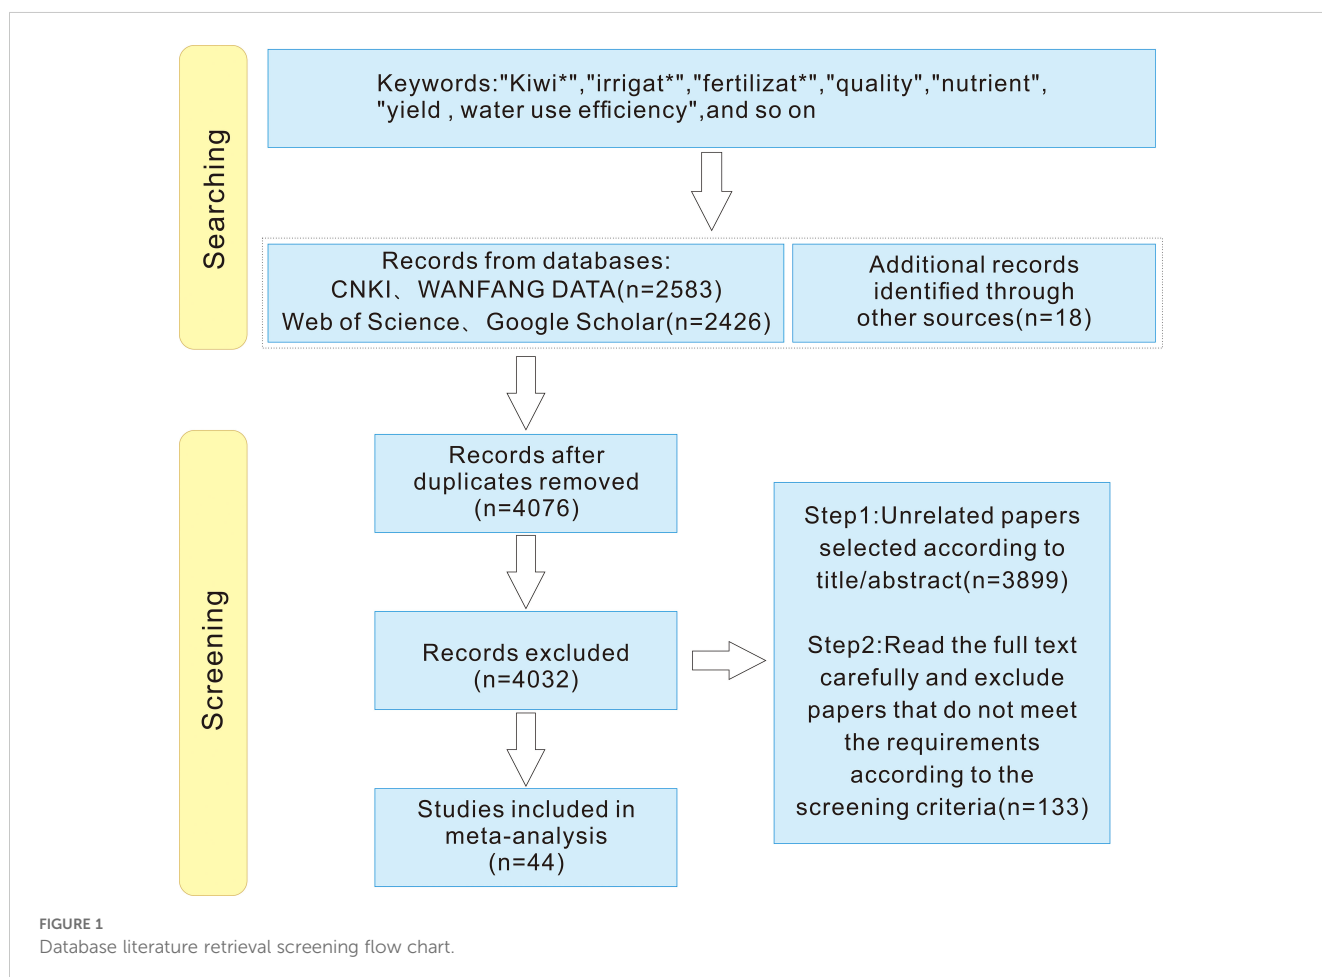 Searching
Keywords:"Kiwi*","irrigat*","fertilizat*","quality","nutrient",
"yield , water use efficiency",and so on
Records from databases:
CNKI、WANFANG DATA(n=2583)
Web of Science、Google Scholar(n=2426)
Additional records
identified through
other sources(n=18)
Screening
Records after
duplicates removed
(n=4076)
Records excluded
(n=4032)
Step1:Unrelated papers
selected according to
title/abstract(n=3899)
Step2:Read the full text
carefully and exclude
papers that do not meet
the requirements
according to the
screening criteria(n=133)
Studies included in
meta-analysis
(n=44)
FIGURE 1
Database literature retrieval screening flow chart.